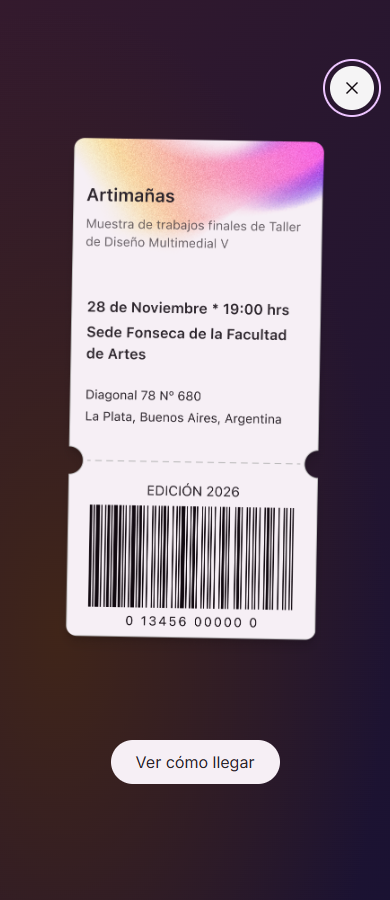 Artimañas
Muestra de trabajos finales de Taller
de Diseño Multimedial V
28 de Noviembre * 19:00 hrs
Sede Fonseca de la Facultad
de Artes
Diagonal 78 Nº 680
La Plata, Buenos Aires, Argentina
EDICIÓN 2026
0 13456 00000 0
Ver cómo llegar